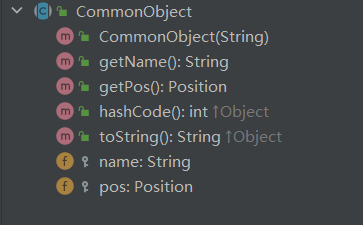 CommonObject
CommonObject(String)
getName(): String
getPos(): Position
hashCode(): int ↑Object
toString(): String ↑Object
name: String
pos: Position